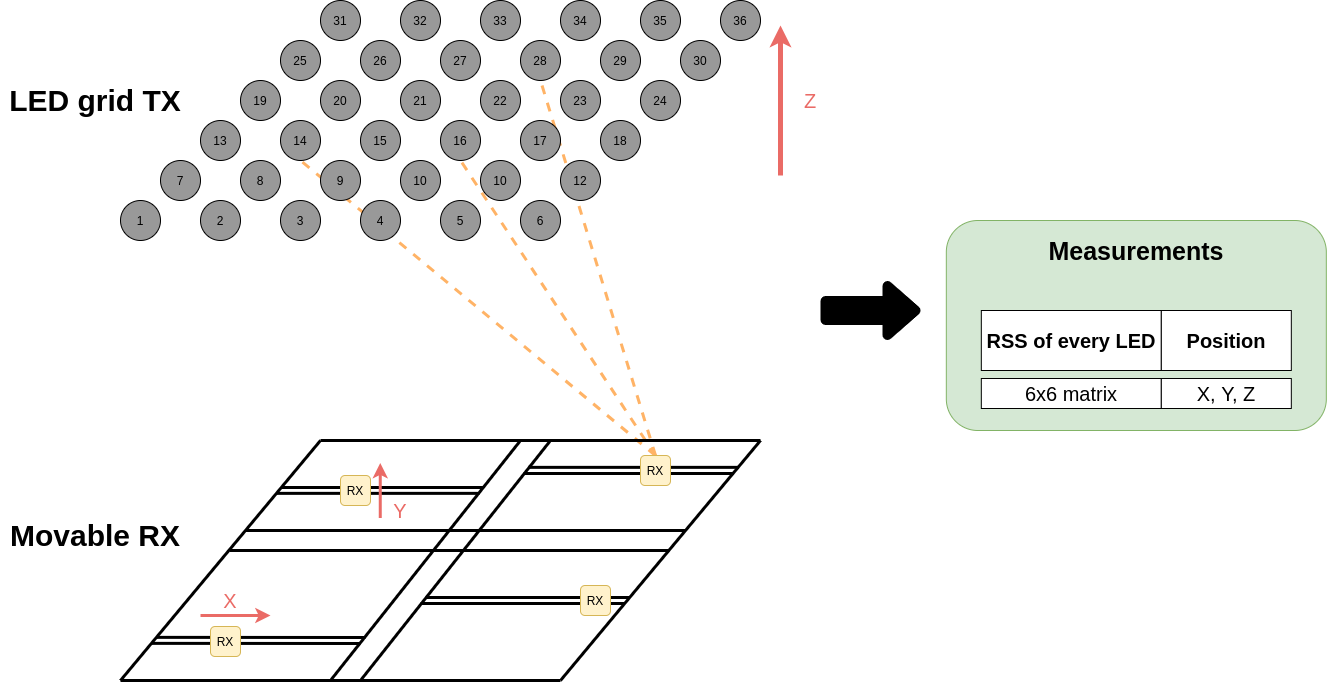 31 32 33 34 35 36
25 26 27 28 29 30
LED grid TX
19 20 21 22 23 24
Z
13 14 15 16 17 18
7 8 9 10 10 12
1 2 3 4 5 6
Measurements
RSS of every LED Position
6x6 matrix X, Y, Z
RX
RX
Y
Movable RX
X
RX
RX